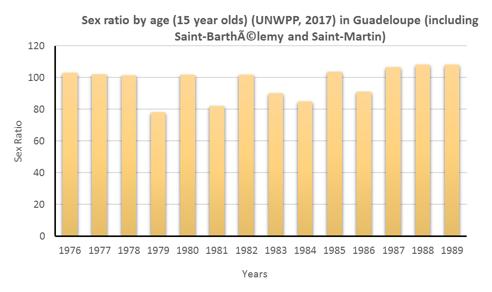 Sex ratio by age (15 year olds) (UNWPP, 2017) in Guadeloupe (including
Saint-BarthÃ©lemy and Saint-Martin)
120
100
80
60
40
20
0
Sex Ratio
1976 1977 1978 1979 1980 1981 1982 1983 1984 1985 1986 1987 1988 1989
Years